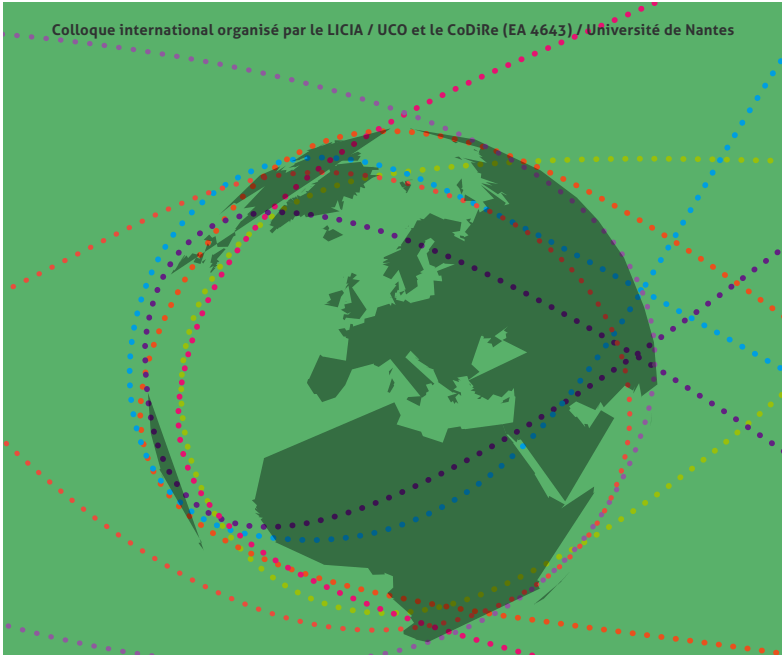 Colloque international organisé par le LICIA / UCO et le CoDiRe (EA 4643) / Université de Nantes